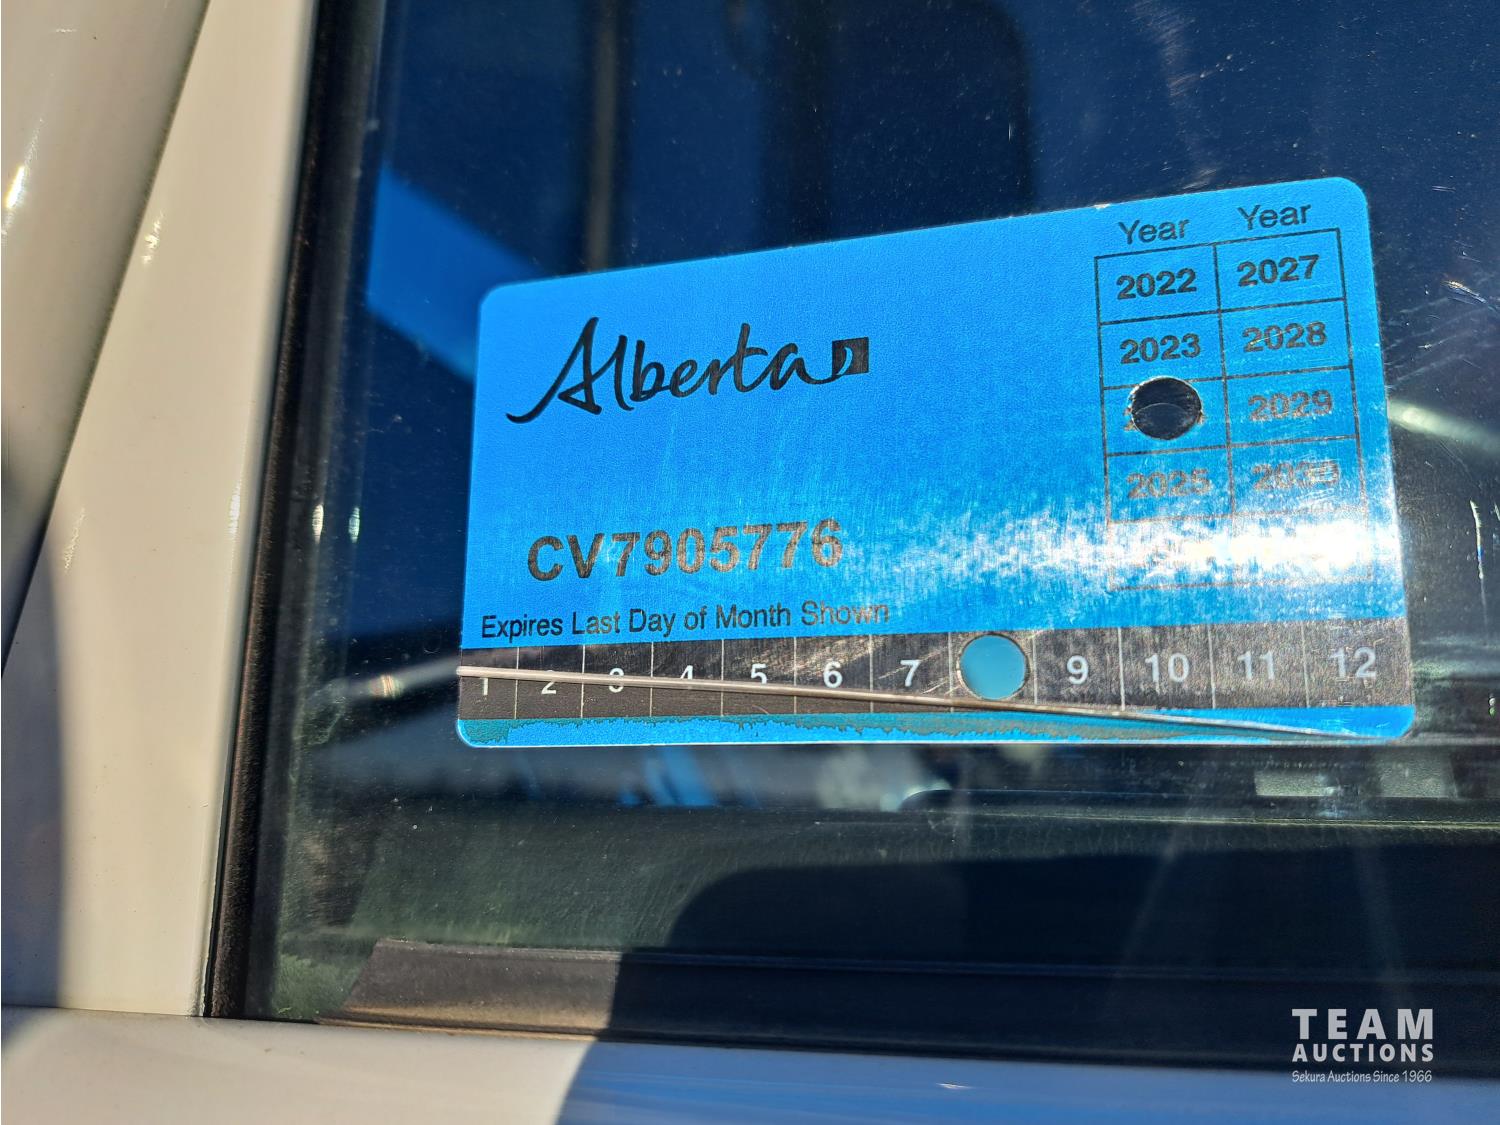 Alberta
Year Year
2022 2027
2023 2028
2029
2025 2030
CV7905776
Expires Last Day of Month Shown
1 2 3 4 5 6 7 9 10 11 12
TEAM
AUCTIONS
Sekura Auctions Since 1966